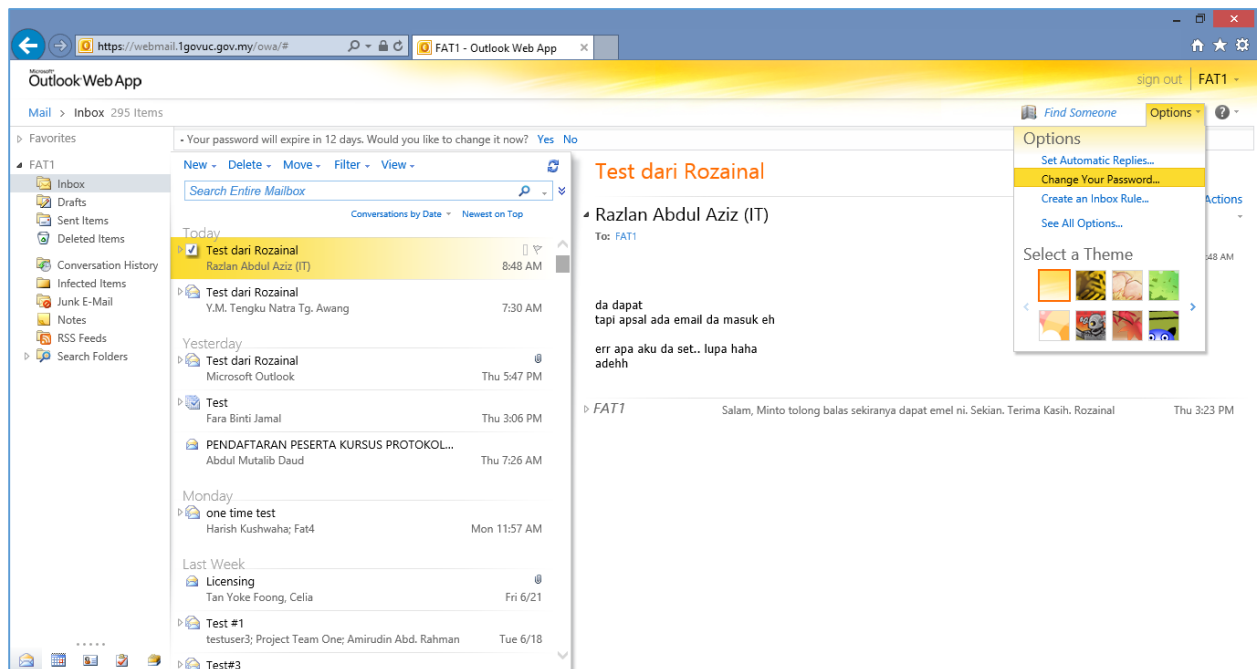 https://webmail.1govuc.gov.my/owa/#
FAT1 - Outlook Web App
Microsoft
Outlook Web App
sign out FAT1
Mail > Inbox 295 Items
Find Someone
Options
Favorites
• Your password will expire in 12 days. Would you like to change it now? Yes No
FAT1
Inbox
Drafts
Sent Items
Deleted Items
Conversation History
Infected Items
Junk E-Mail
Notes
RSS Feeds
Search Folders
New Delete Move Filter View
Search Entire Mailbox
Conversations by Date Newest on Top
Today
Test dari Rozainal
Razlan Abdul Aziz (IT) 8:48 AM
Test dari Rozainal
Y.M. Tengku Natra Tg. Awang 7:30 AM
Yesterday
Test dari Rozainal
Microsoft Outlook Thu 5:47 PM
Test
Fara Binti Jamal Thu 3:06 PM
PENDAFTARAN PESERTA KURSUS PROTOKOL...
Abdul Mutalib Daud Thu 7:26 AM
Monday
one time test
Harish Kushwaha; Fat4 Mon 11:57 AM
Last Week
Licensing
Tan Yoke Foong, Celia Fri 6/21
Test #1
testuser3; Project Team One; Amirudin Abd. Rahman Tue 6/18
Test#3
Test dari Rozainal
Razlan Abdul Aziz (IT)
To: FAT1
Actions
:48 AM
da dapat
tapi apsal ada email da masuk eh
err apa aku da set.. lupa haha
adehh
FAT1 Salam, Minto tolong balas sekiranya dapat emel ni. Sekian. Terima Kasih. Rozainal Thu 3:23 PM
Options
Set Automatic Replies...
Change Your Password...
Create an Inbox Rule...
See All Options...
Select a Theme